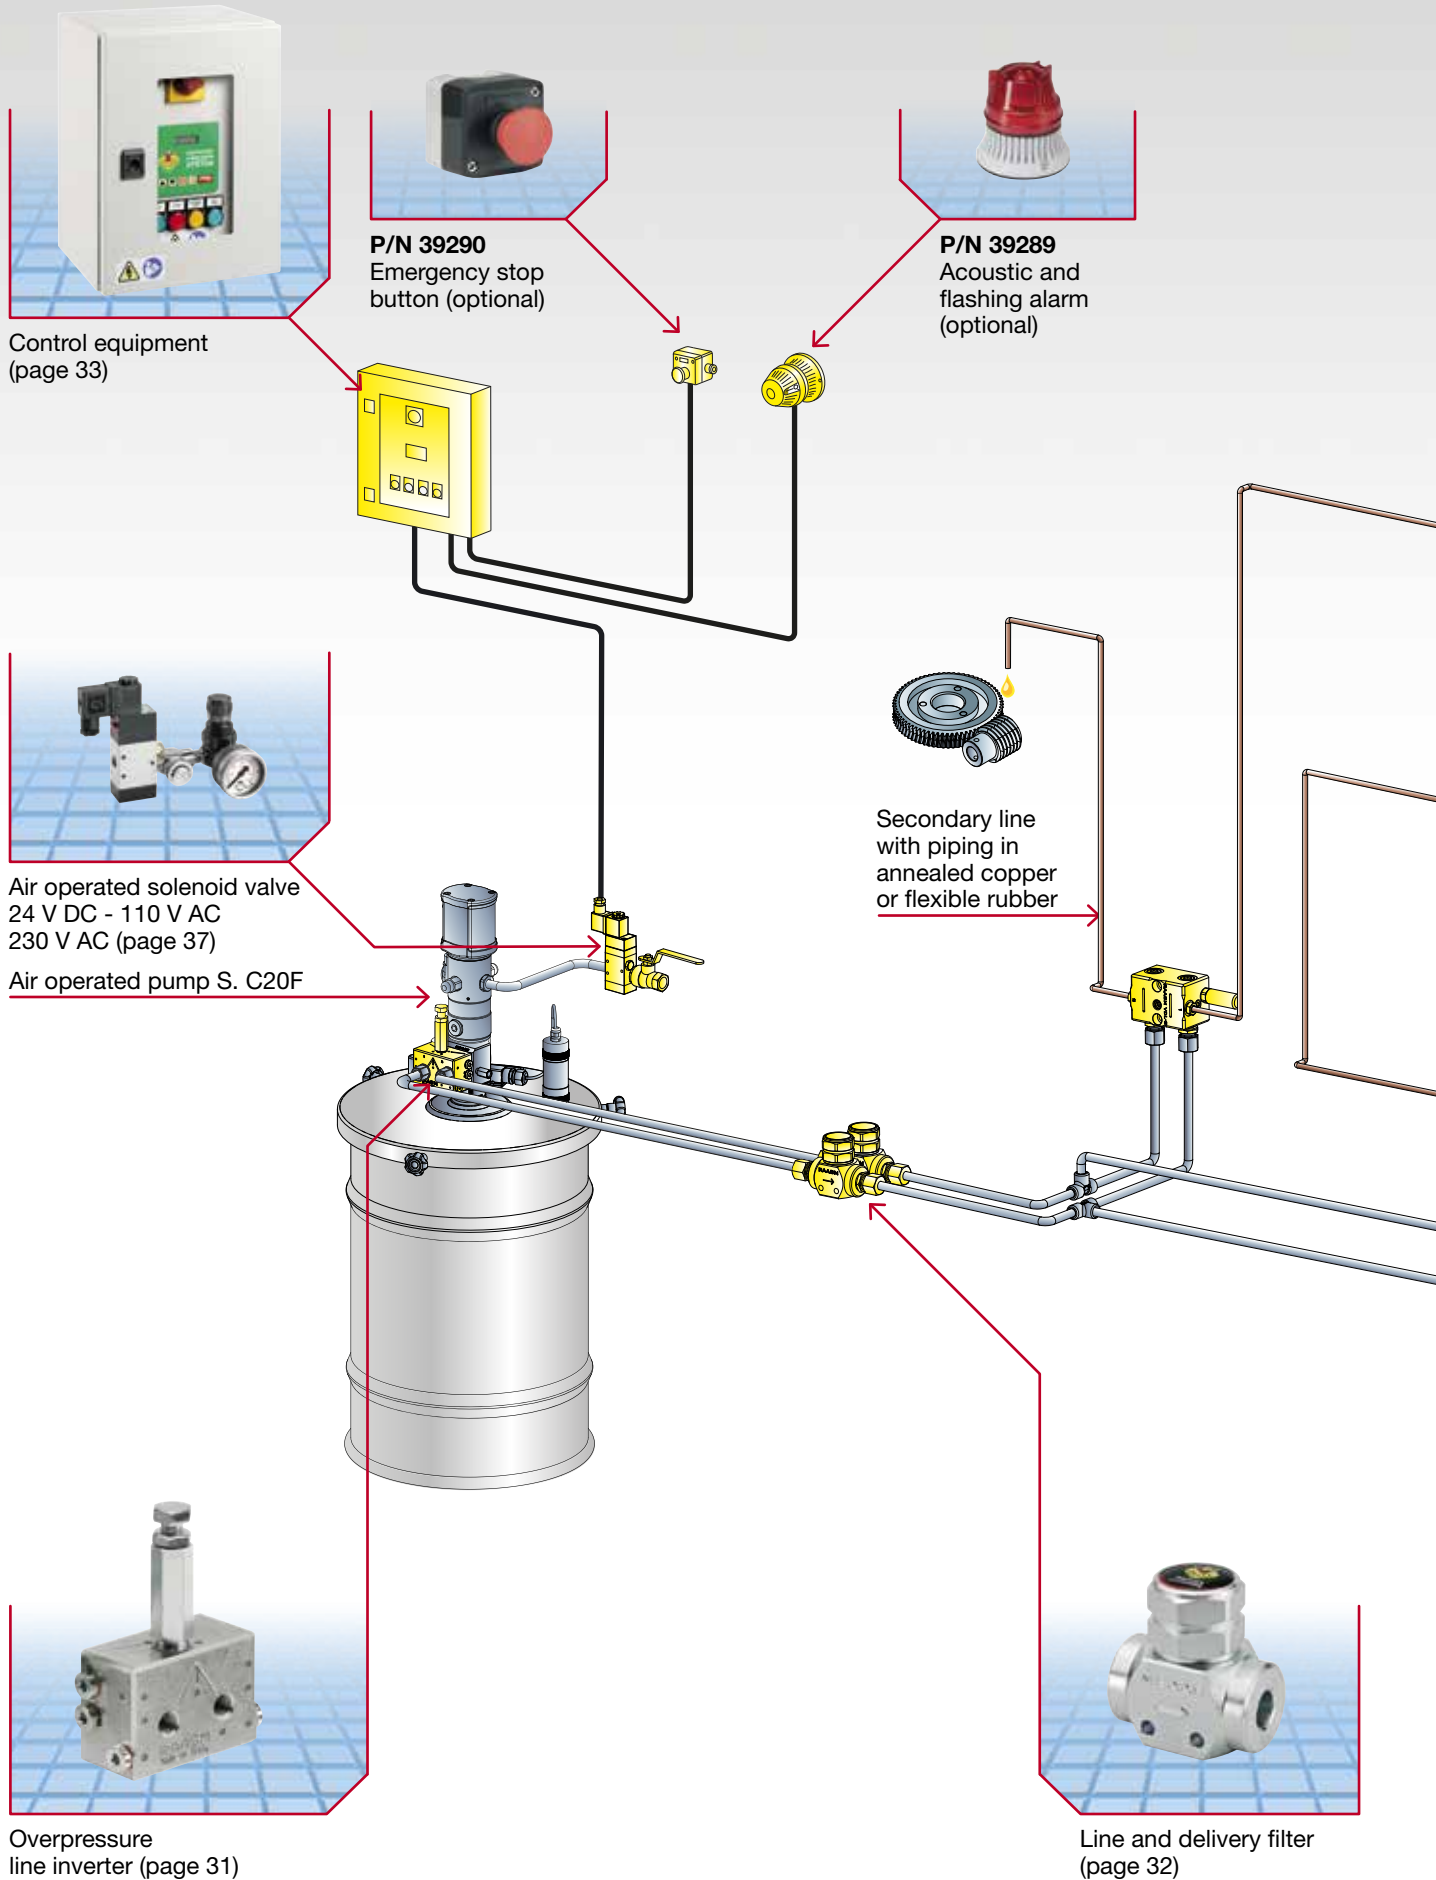 P/N 39290
Emergency stop
button (optional)
P/N 39289
Acoustic and
flashing alarm
(optional)
Control equipment
(page 33)
Secondary line
with piping in
annealed copper
or flexible rubber
Air operated solenoid valve
24 V DC - 110 V AC
230 V AC (page 37)
Air operated pump S. C20F
Overpressure
line inverter (page 31)
Line and delivery filter
(page 32)